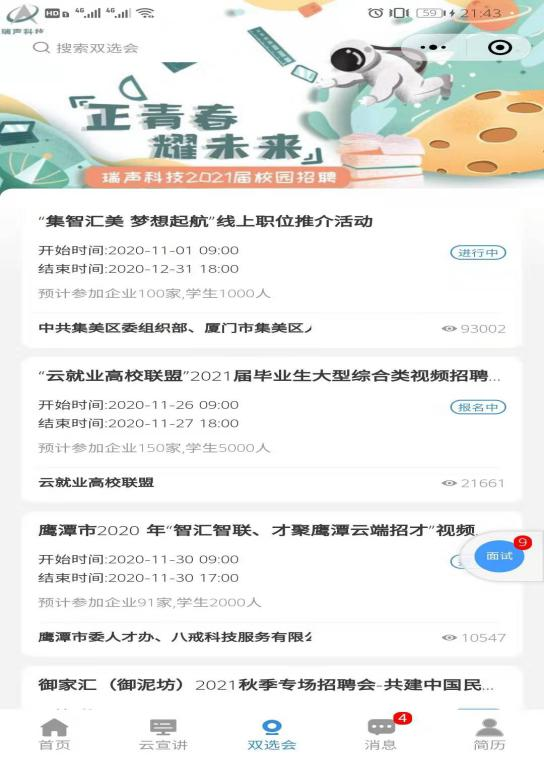 HD 4G 4G 59 21:43
瑞声科技
搜索双选会
『正青春
耀未来』
瑞声科技2021届校园招聘
“集智汇美 梦想起航”线上职位推介活动
开始时间:2020-11-01 09:00
进行中
结束时间:2020-12-31 18:00
预计参加企业100家,学生1000人
中共集美区委组织部、厦门市集美区
93002
“云就业高校联盟”2021届毕业生大型综合类视频招聘...
开始时间:2020-11-26 09:00
报名中
结束时间:2020-11-27 18:00
预计参加企业150家,学生5000人
云就业高校联盟
21661
鹰潭市2020 年“智汇智联、才聚鹰潭云端招才”视频
9
面试
开始时间:2020-11-30 09:00
结束时间:2020-11-30 17:00
预计参加企业91家,学生2000人
鹰潭市委人才办、八戒科技服务有限
10547
御家汇（御泥坊）2021秋季专场招聘会-共建中国民...
4
首页
云宣讲
双选会
消息
简历